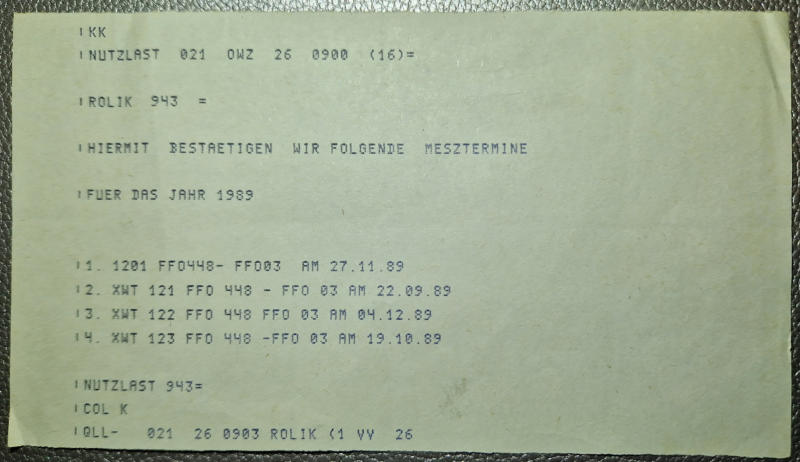 KK
NUTZLAST 021 OWZ 26 0900 (16)=
ROLIK 943 =
HIERMIT BESTAETIGEN WIR FOLGENDE MESZTERMINE
FUER DAS JAHR 1989
1. 1201 FFO448- FFO03 AM 27.11.89
2. XWT 121 FFO 448 - FFO 03 AM 22.09.89
3. XWT 122 FFO 448 FFO 03 AM 04.12.89
4. XWT 123 FFO 448 -FFO 03 AM 19.10.89
NUTZLAST 943=
COL K
QLL- 021 26 0903 ROLIK (1 VV 26